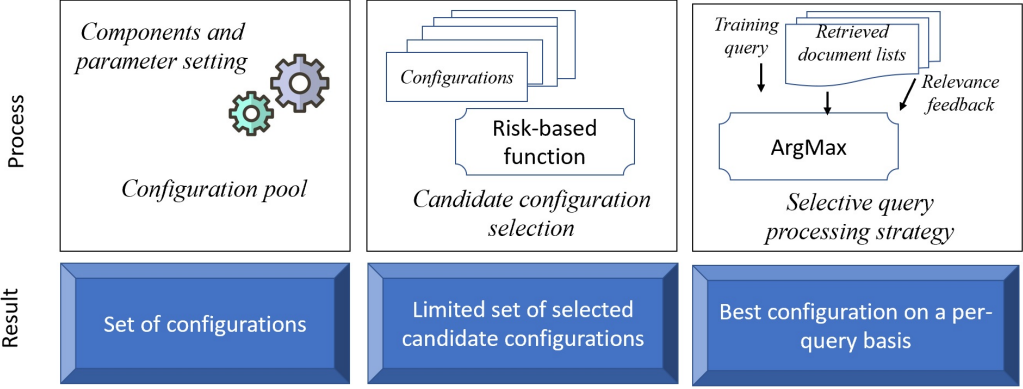 Process
Components and
parameter setting
Configuration pool
Configurations
Risk-based
function
Candidate configuration
selection
Training
query
Retrieved
document lists
Relevance
feedback
ArgMax
Selective query
processing strategy
Result
Set of configurations
Limited set of selected
candidate configurations
Best configuration on a per-
query basis